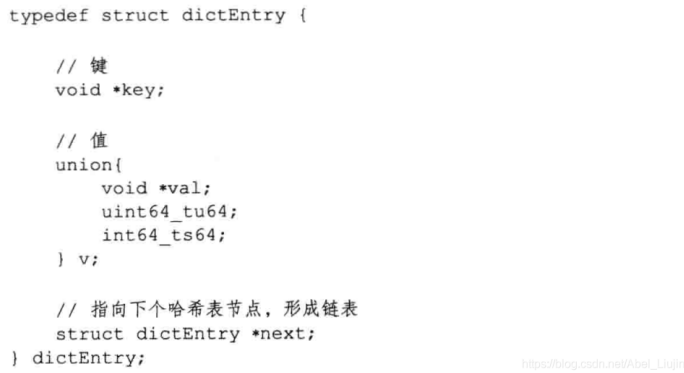 typedef struct dictEntry {
// 键
void *key;
// 值
union{
void *val;
uint64_tu64;
int64_ts64;
} v;
// 指向下个哈希表节点，形成链表
struct dictEntry *next;
} dictEntry;
https://blog.csdn.net/Abel_Liujin